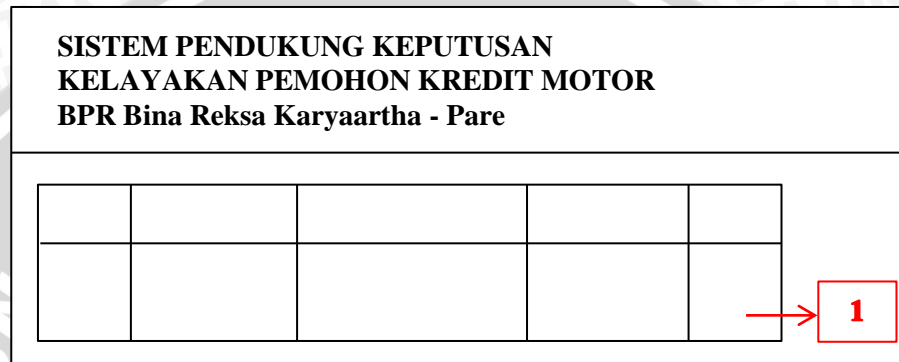 SISTEM PENDUKUNG KEPUTUSAN
KELAYAKAN PEMOHON KREDIT MOTOR
BPR Bina Reksa Karyaartha - Pare
1